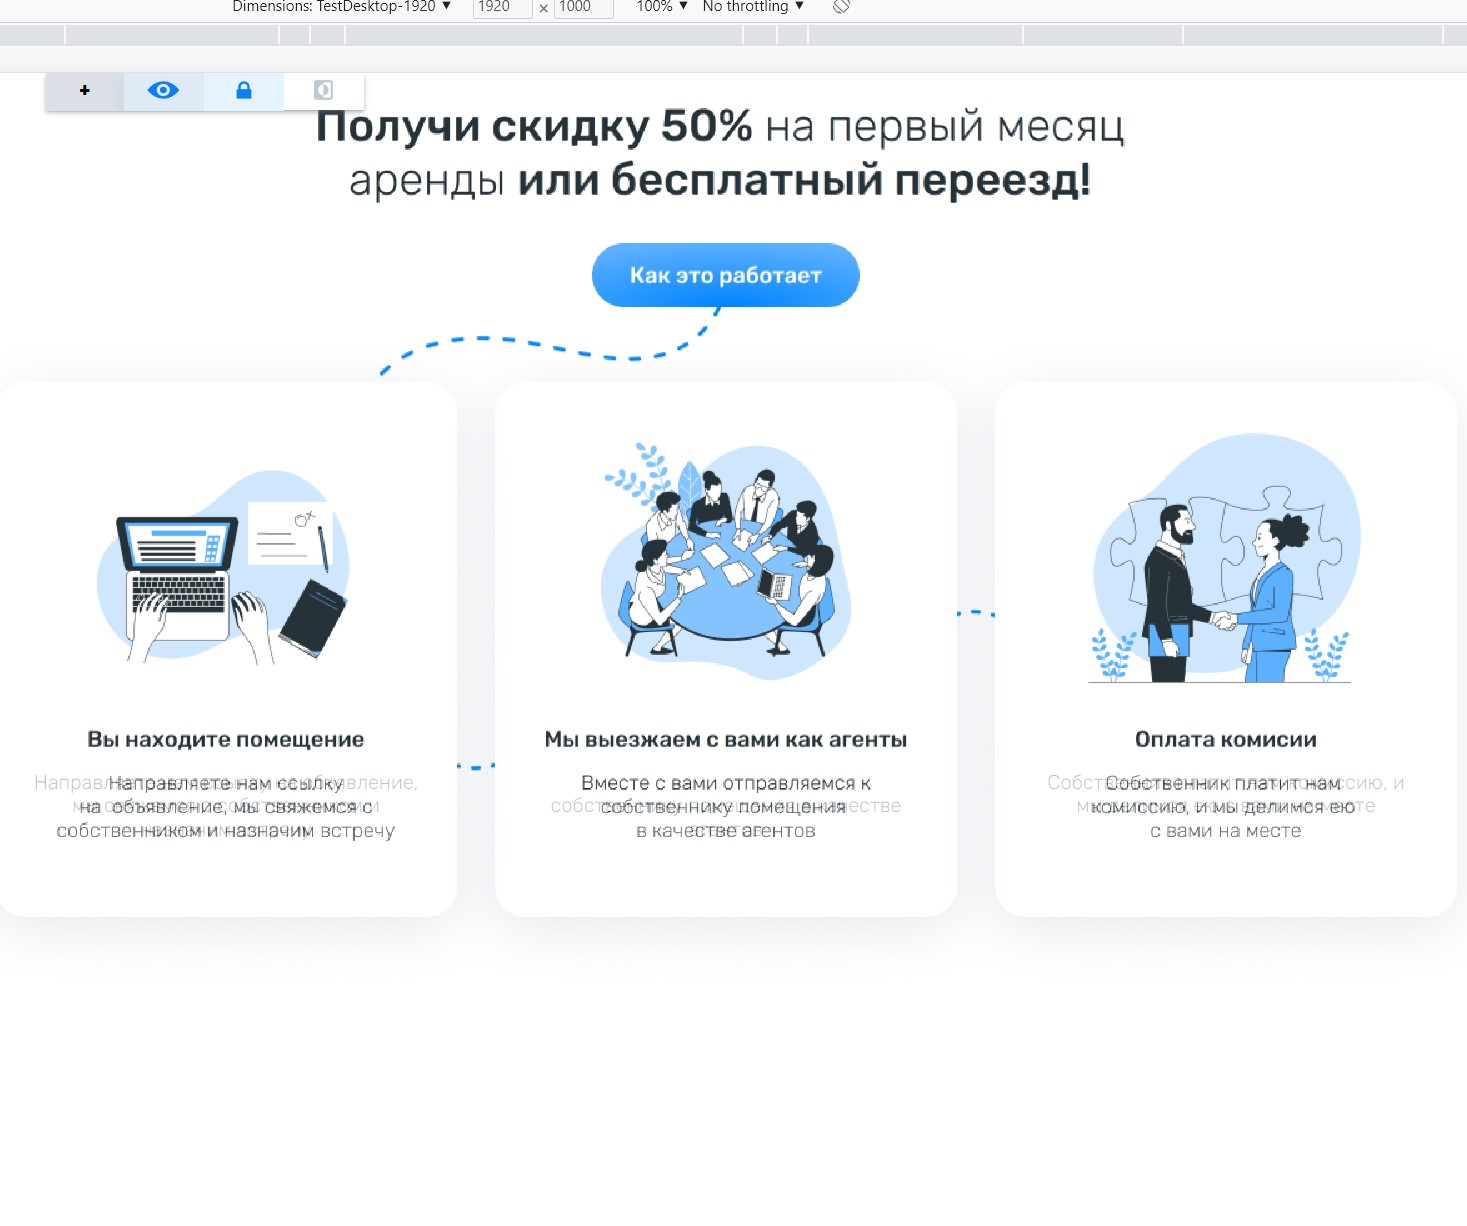 Dimensions: TestDesktop-1920 ▼ 1920 × 1000 100% ▼ No throttling ▼
+
Получи скидку 50% на первый месяц
аренды или бесплатный переезд!
Как это работает
Вы находите помещение
Направляете нам ссылку
на объявление, мы свяжемся с
собственником и назначим встречу
Мы выезжаем с вами как агенты
Вместе с вами отправляемся к
собственнику помещения
в качестве агентов
Оплата комисии
Собственник платит нам
комиссию, и мы делимся ею
с вами на месте